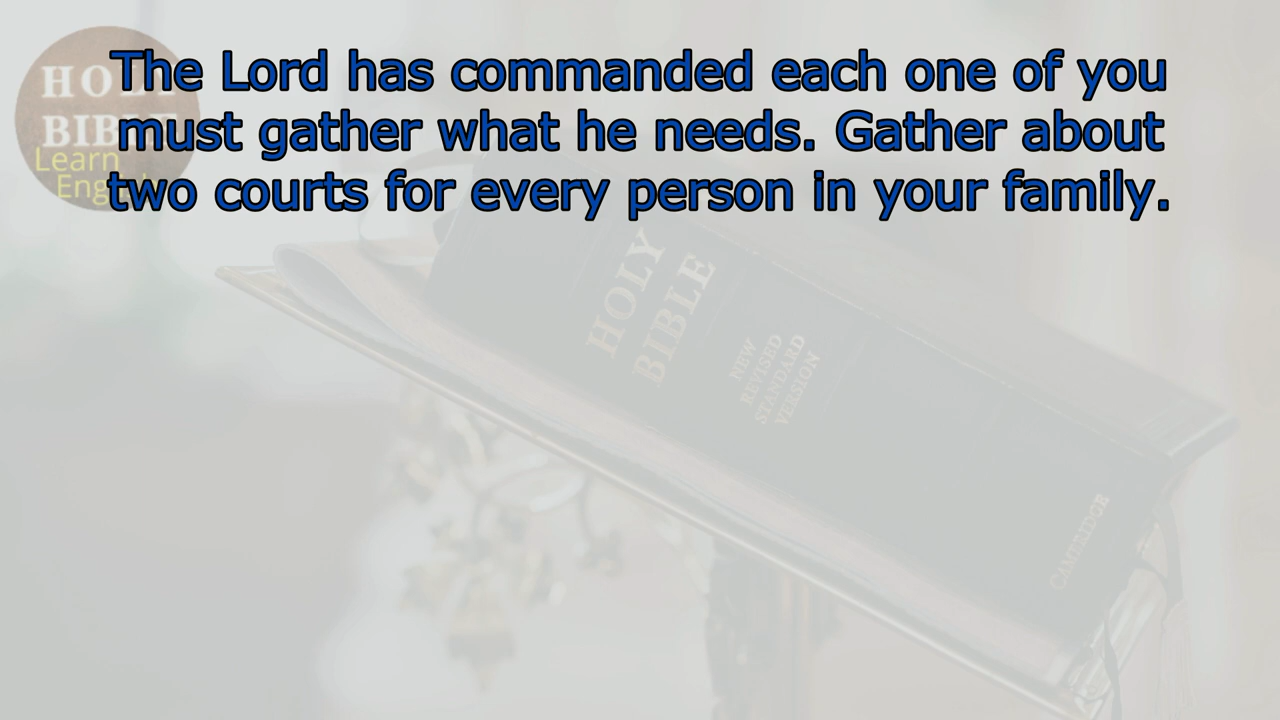 The Lord has commanded each one of you
must gather what he needs. Gather about
two courts for every person in your family.
HOLY
BIBLE
Learn
HOLY
BIBLE
NEW
REVISED
STANDARD
VERSION
CAMBRIDGE